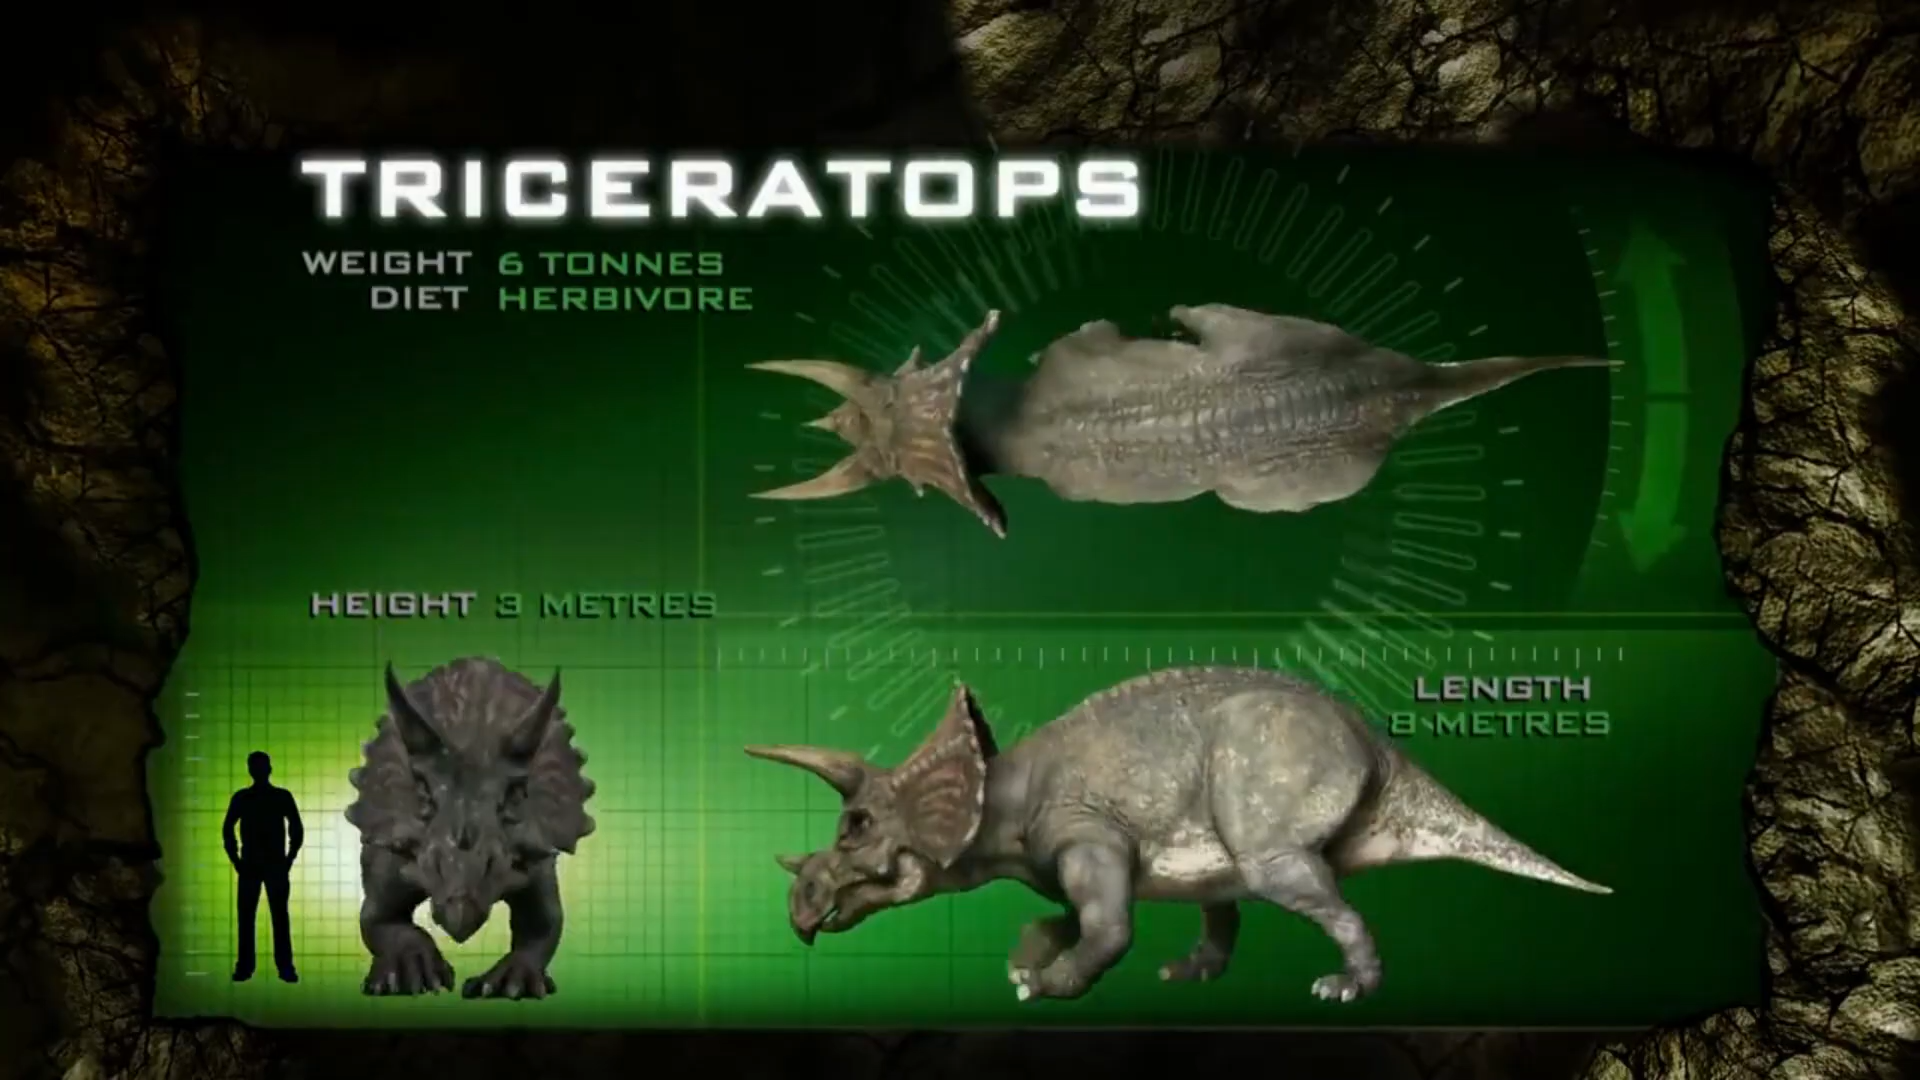 TRICERATOPS
WEIGHT 6 TONNES
DIET HERBIVORE
HEIGHT 3 METRES
LENGTH
8 METRES